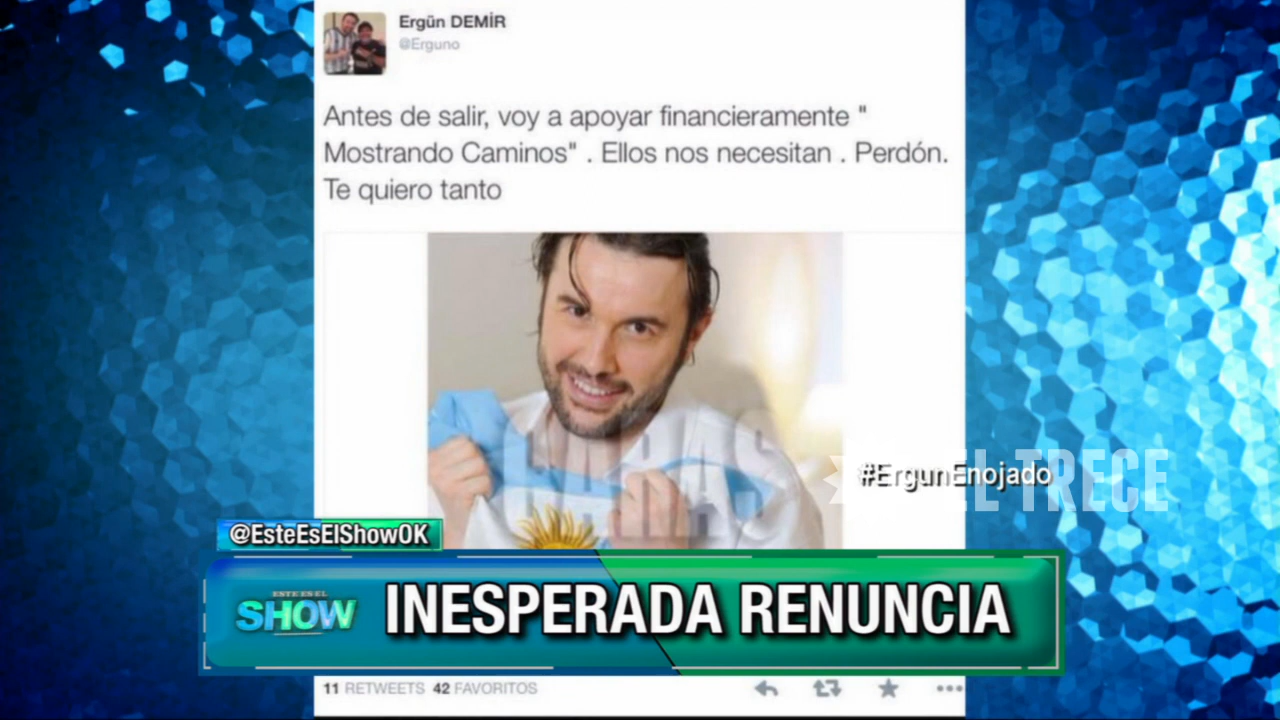 Ergün DEMİR
@Erguno
Antes de salir, voy a apoyar financieramente "
Mostrando Caminos" . Ellos nos necesitan . Perdón.
Te quiero tanto
CARAS
#ErgunEnojado
EL TRECE
@EsteEsElShowOK
ESTE ES EL
SHOW
INESPERADA RENUNCIA
11 RETWEETS 42 FAVORITOS